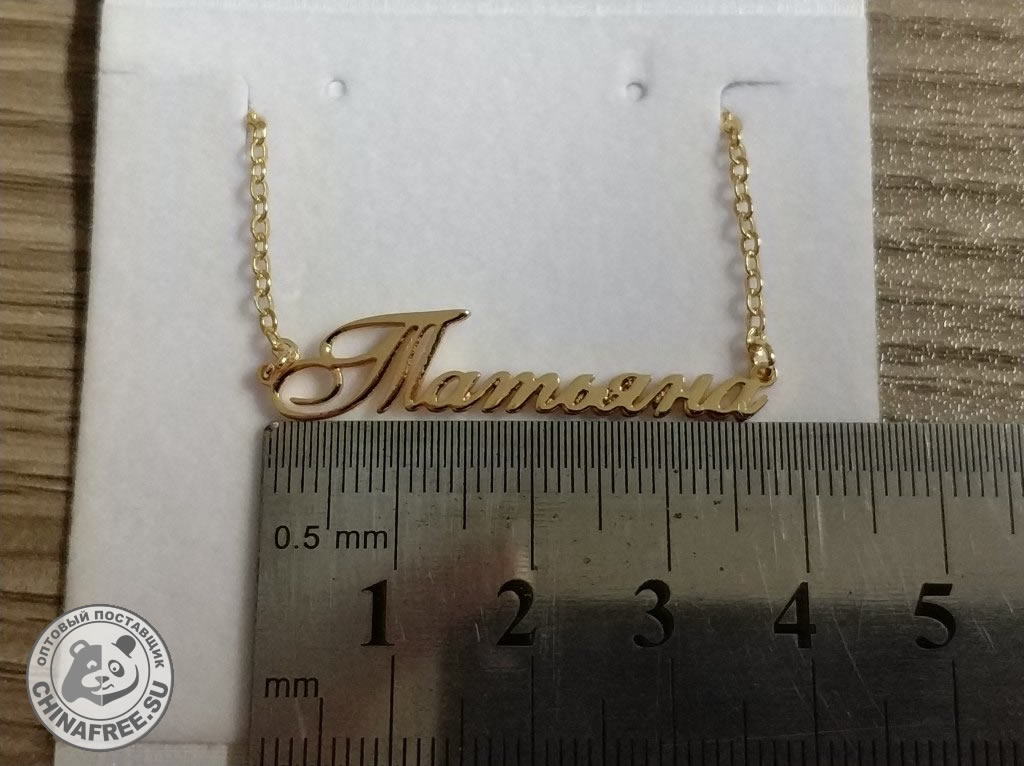 Татьяна
0.5 mm
1 2 3 4 5
mm
ОПТОВЫЙ ПОСТАВЩИК
CHINAFREE.SU